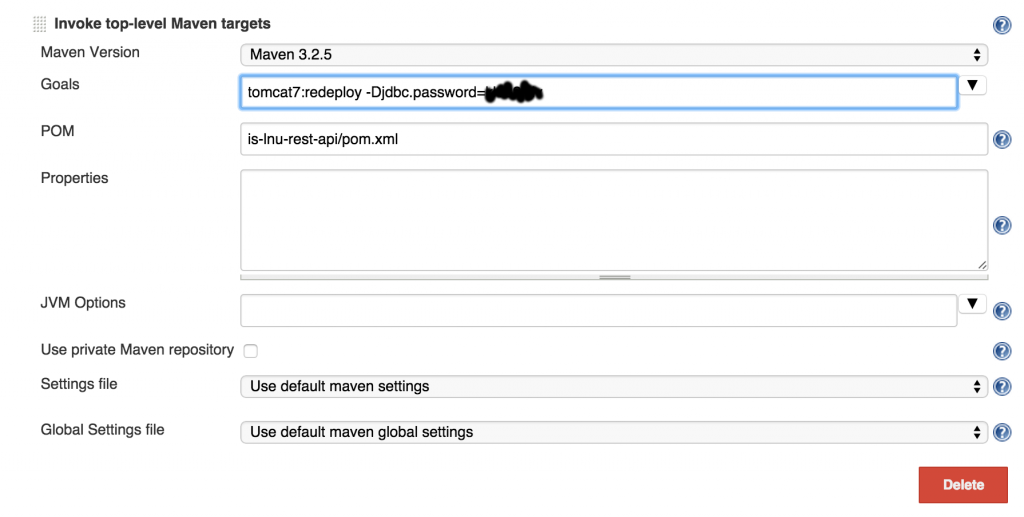 Invoke top-level Maven targets
Maven Version
Maven 3.2.5
Goals
tomcat7:redeploy -Djdbc.password=
POM
is-lnu-rest-api/pom.xml
Properties
JVM Options
Use private Maven repository
Settings file
Use default maven settings
Global Settings file
Use default maven global settings
Delete